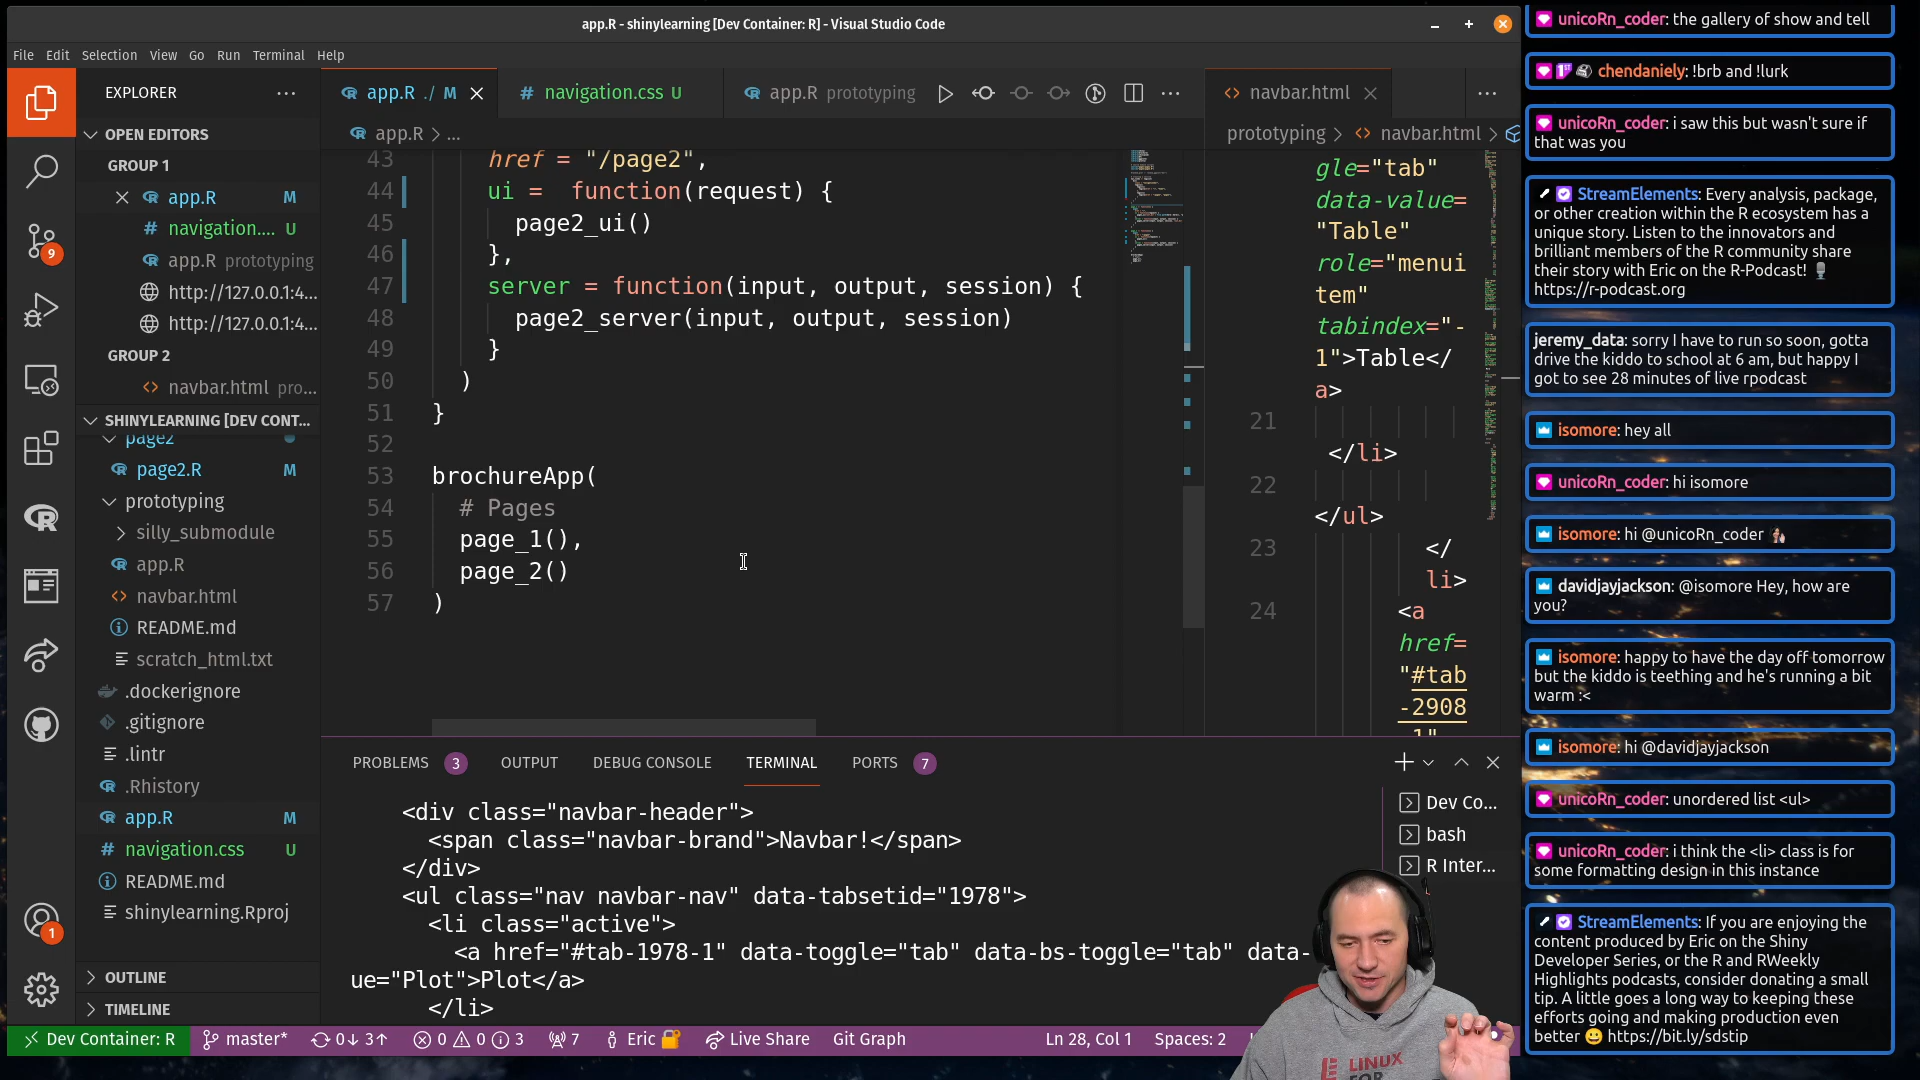 app.R - shinylearning [Dev Container: R] - Visual Studio Code
File Edit Selection View Go Run Terminal Help
EXPLORER
OPEN EDITORS
GROUP 1
app.R M
navigation.... U
app.R prototyping
http://127.0.0.1:4...
http://127.0.0.1:4...
GROUP 2
navbar.html pro...
SHINYLEARNING [DEV CONT...
page2
page2.R M
prototyping
silly_submodule
app.R
navbar.html
README.md
scratch_html.txt
.dockerignore
.gitignore
.lintr
.Rhistory
app.R M
navigation.css U
README.md
shinylearning.Rproj
OUTLINE
TIMELINE
9
1
app.R ./ M
navigation.css U
app.R prototyping
app.R > ...
43 href = "/page2",
44 ui =  function(request) {
45 page2_ui()
46 },
47 server = function(input, output, session) {
48 page2_server(input, output, session)
49 }
50 )
51 }
52
53 brochureApp(
54 # Pages
55 page_1(),
56 page_2()
57 )
navbar.html
prototyping > navbar.html >
gle="tab"
data-value=
"Table"
role="menui
tem"
tabindex="-
1">Table</
a>
21
</li>
22
</ul>
23 </
li>
24 <a
href=
"#tab
-2908
PROBLEMS 3 OUTPUT DEBUG CONSOLE TERMINAL PORTS 7
<div class="navbar-header">
<span class="navbar-brand">Navbar!</span>
</div>
<ul class="nav navbar-nav" data-tabsetid="1978">
<li class="active">
<a href="#tab-1978-1" data-toggle="tab" data-bs-toggle="tab" data-
ue="Plot">Plot</a>
</li>
Dev Co...
bash
R Inter...
Dev Container: R master* 0↓ 3↑ 0 0 3 7 Eric Live Share Git Graph Ln 28, Col 1 Spaces: 2
LINUX
FOR
unicoRn_coder: the gallery of show and tell
chendaniely: !brb and !lurk
unicoRn_coder: i saw this but wasn't sure if
that was you
StreamElements: Every analysis, package,
or other creation within the R ecosystem has a
unique story. Listen to the innovators and
brilliant members of the R community share
their story with Eric on the R-Podcast! 🎙️
https://r-podcast.org
jeremy_data: sorry I have to run so soon, gotta
drive the kiddo to school at 6 am, but happy I
got to see 28 minutes of live rpodcast
isomore: hey all
unicoRn_coder: hi isomore
isomore: hi @unicoRn_coder
davidjayjackson: @isomore Hey, how are
you?
isomore: happy to have the day off tomorrow
but the kiddo is teething and he's running a bit
warm :<
isomore: hi @davidjayjackson
unicoRn_coder: unordered list <ul>
unicoRn_coder: i think the <li> class is for
some formatting design in this instance
StreamElements: If you are enjoying the
content produced by Eric on the Shiny
Developer Series, or the R and RWeekly
Highlights podcasts, consider donating a small
tip. A little goes a long way to keeping these
efforts going and making production even
better 😀 https://bit.ly/sdstip